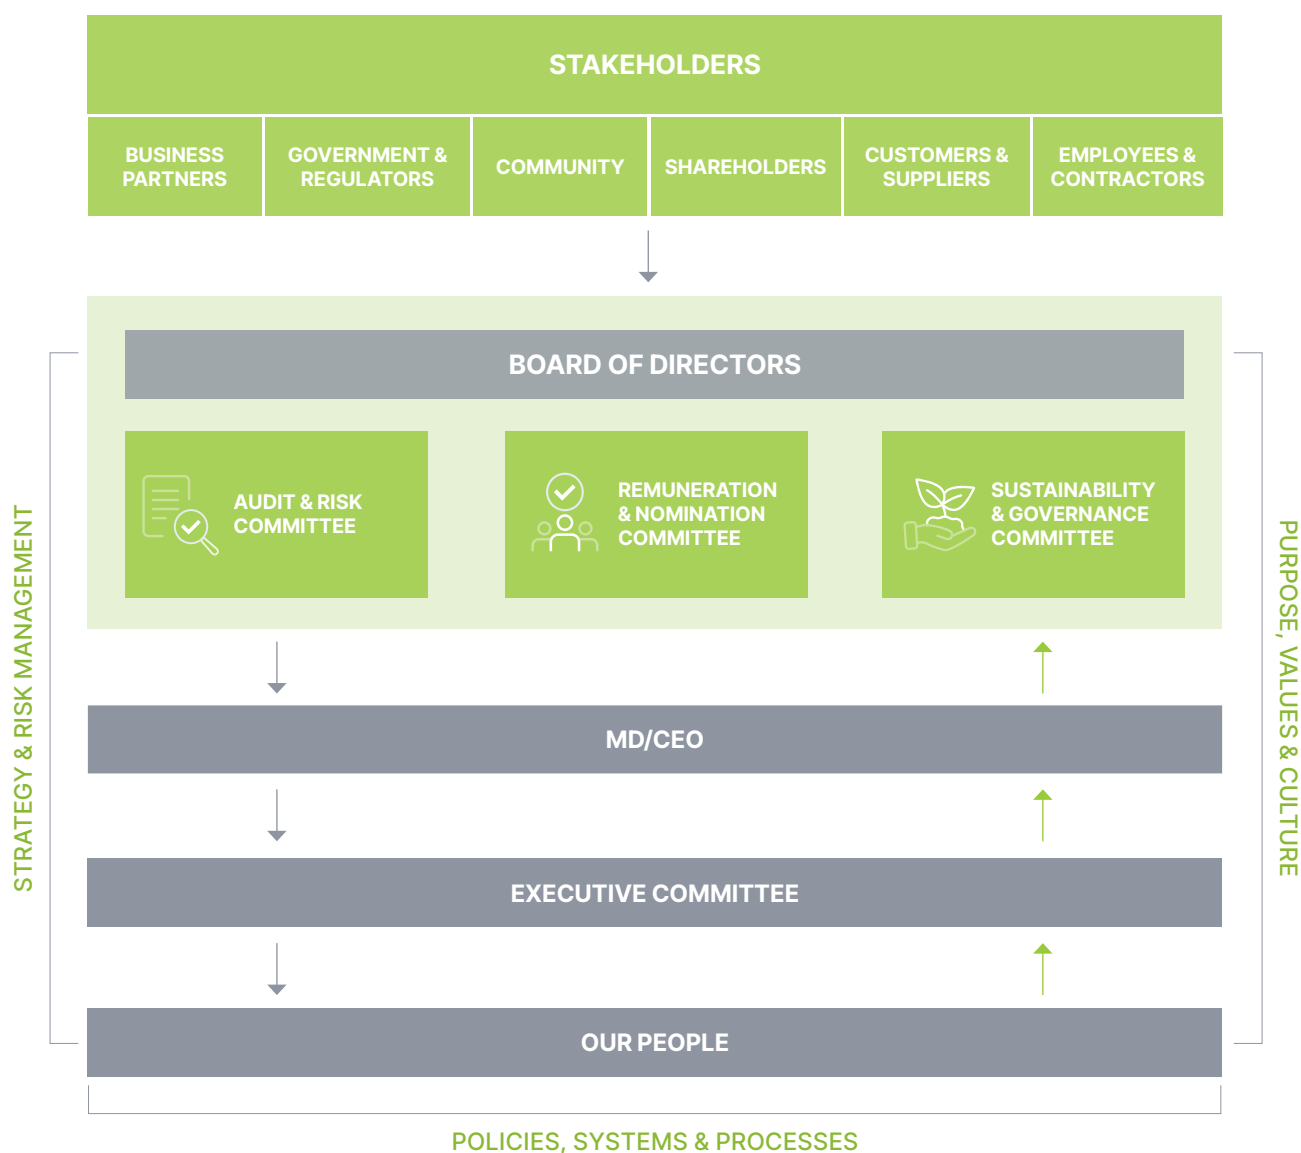 STAKEHOLDERS
BUSINESS
PARTNERS
GOVERNMENT &
REGULATORS
COMMUNITY
SHAREHOLDERS
CUSTOMERS &
SUPPLIERS
EMPLOYEES &
CONTRACTORS
BOARD OF DIRECTORS
AUDIT & RISK
COMMITTEE
REMUNERATION
& NOMINATION
COMMITTEE
SUSTAINABILITY
& GOVERNANCE
COMMITTEE
STRATEGY & RISK MANAGEMENT
PURPOSE, VALUES & CULTURE
MD/CEO
EXECUTIVE COMMITTEE
OUR PEOPLE
POLICIES, SYSTEMS & PROCESSES